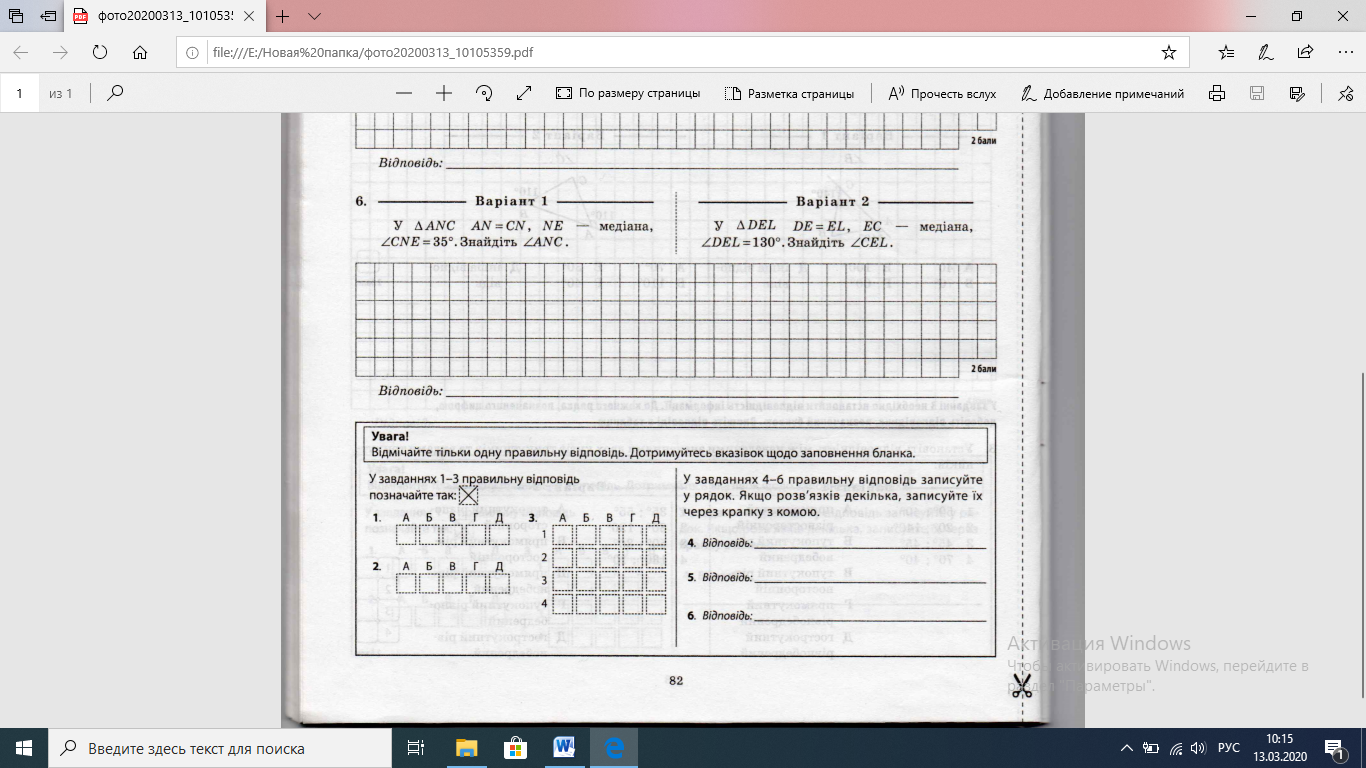 фото20200313_101053
file:///E:/Новая%20папка/фото20200313_10105359.pdf
1 из 1 По размеру страницы Разметка страницы Прочесть вслух Добавление примечаний
2 бали
Відповідь:
6. Варіант 1
У △ANC AN = CN, NE — медіана,
∠CNE = 35°. Знайдіть ∠ANC.
Варіант 2
У △DEL DE = EL, EC — медіана,
∠DEL = 130°. Знайдіть ∠CEL.
2 бали
Відповідь:
Увага!
Відмічайте тільки одну правильну відповідь. Дотримуйтесь вказівок щодо заповнення бланка.
У завданнях 1–3 правильну відповідь
позначайте так:
1. А Б В Г Д
2. А Б В Г Д
3. А Б В Г Д
1
2
3
4
У завданнях 4–6 правильну відповідь записуйте
у рядок. Якщо розв'язків декілька, записуйте їх
через крапку з комою.
4. Відповідь:
5. Відповідь:
6. Відповідь:
82
Активация Windows
Чтобы активировать Windows, перейдите в
раздел "Параметры".
Введите здесь текст для поиска
РУС
10:15
13.03.2020
1